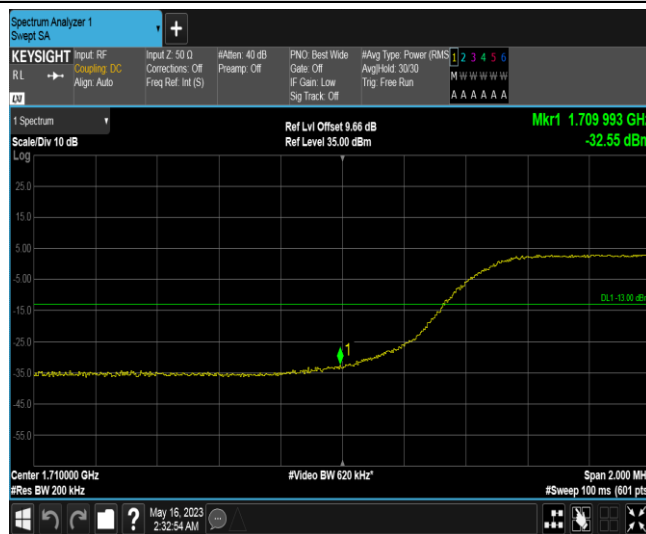 Spectrum Analyzer 1
Swept SA
KEYSIGHT
RL
LXI
Input: RF
Coupling: DC
Align: Auto
Input Z: 50 Ω
Corrections: Off
Freq Ref: Int (S)
#Atten: 40 dB
Preamp: Off
PNO: Best Wide
Gate: Off
IF Gain: Low
Sig Track: Off
#Avg Type: Power (RMS
Avg|Hold: 30/30
Trig: Free Run
1 2 3 4 5 6
M W W W W W
A A A A A A
1 Spectrum
Scale/Div 10 dB
Ref Lvl Offset 9.66 dB
Ref Level 35.00 dBm
Mkr1 1.709 993 GH
-32.55 dBm
Log
25.0
15.0
5.00
-5.00
DL1 -13.00 dB
-15.0
-25.0
1
-35.0
-45.0
-55.0
Center 1.710000 GHz
#Video BW 620 kHz*
Span 2.000 MH
#Res BW 200 kHz
#Sweep 100 ms (601 pts
?
May 16, 2023
2:32:54 AM